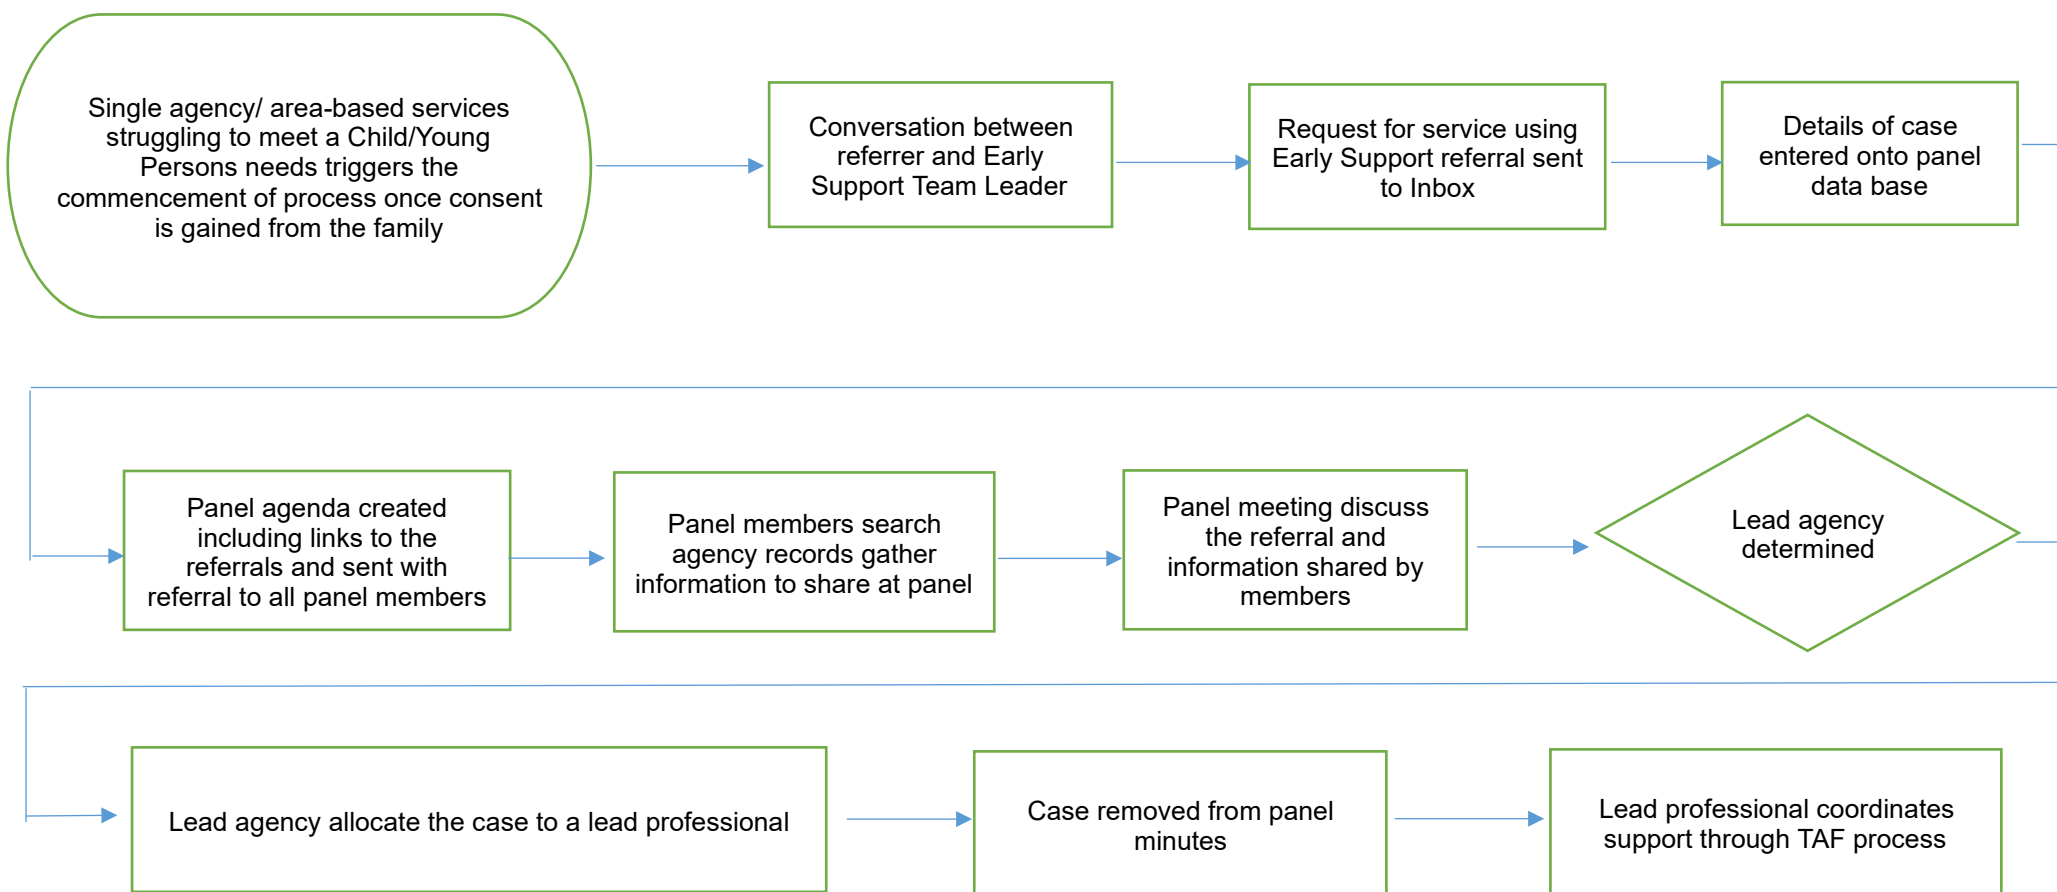 Single agency/ area-based services
struggling to meet a Child/Young
Persons needs triggers the
commencement of process once consent
is gained from the family
Conversation between
referrer and Early
Support Team Leader
Request for service using
Early Support referral sent
to Inbox
Details of case
entered onto panel
data base
Panel agenda created
including links to the
referrals and sent with
referral to all panel members
Panel members search
agency records gather
information to share at panel
Panel meeting discuss
the referral and
information shared by
members
Lead agency
determined
Lead agency allocate the case to a lead professional
Case removed from panel
minutes
Lead professional coordinates
support through TAF process